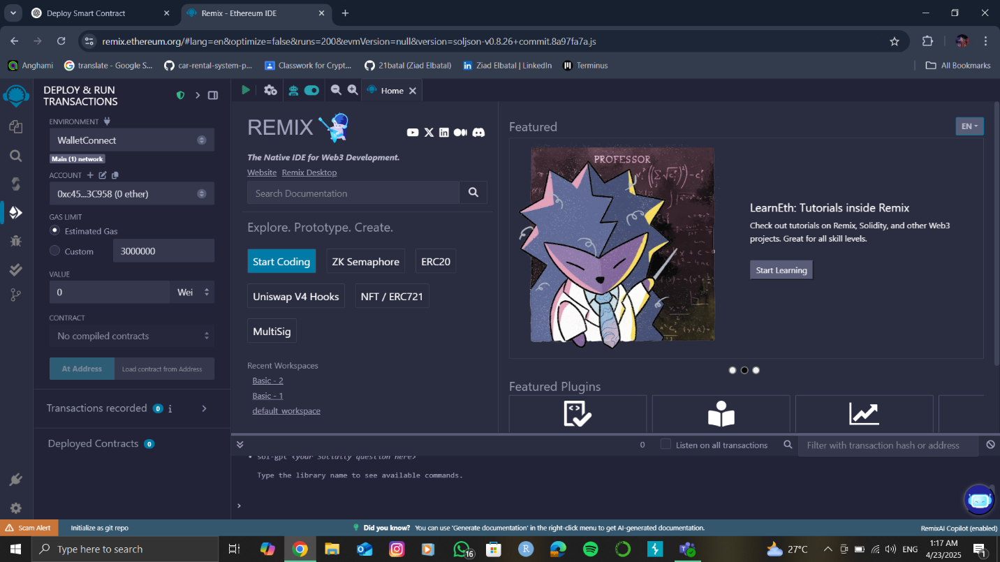 Deploy Smart Contract
Remix - Ethereum IDE
remix.ethereum.org/#lang=en&optimize=false&runs=200&evmVersion=null&version=soljson-v0.8.26+commit.8a97fa7a.js
Anghami
translate - Google S...
car-rental-system-p...
Classwork for Crypt...
21batal (Ziad Elbatal)
Ziad Elbatal | LinkedIn
Terminus
All Bookmarks
DEPLOY & RUN
TRANSACTIONS
ENVIRONMENT
WalletConnect
Main (1) network
ACCOUNT
0xc45...3C958 (0 ether)
GAS LIMIT
Estimated Gas
Custom
3000000
VALUE
0
Wei
CONTRACT
No compiled contracts
At Address
Load contract from Address
Transactions recorded 0 i
Deployed Contracts 0
Home
REMIX
The Native IDE for Web3 Development.
Website Remix Desktop
Search Documentation
Explore. Prototype. Create.
Start Coding
ZK Semaphore
ERC20
Uniswap V4 Hooks
NFT / ERC721
MultiSig
Recent Workspaces
Basic - 2
Basic - 1
default_workspace
Featured
EN
PROFESSOR
LearnEth: Tutorials inside Remix
Check out tutorials on Remix, Solidity, and other Web3
projects. Great for all skill levels.
Start Learning
Featured Plugins
0
Listen on all transactions
Filter with transaction hash or address
sol-gpt <your Solidity question here>
Type the library name to see available commands.
>
Scam Alert
Initialize as git repo
Did you know? You can use 'Generate documentation' in the right-click menu to get AI-generated documentation.
RemixAI Copilot (enabled)
Type here to search
16
27°C
ENG
1:17 AM
4/23/2025
1